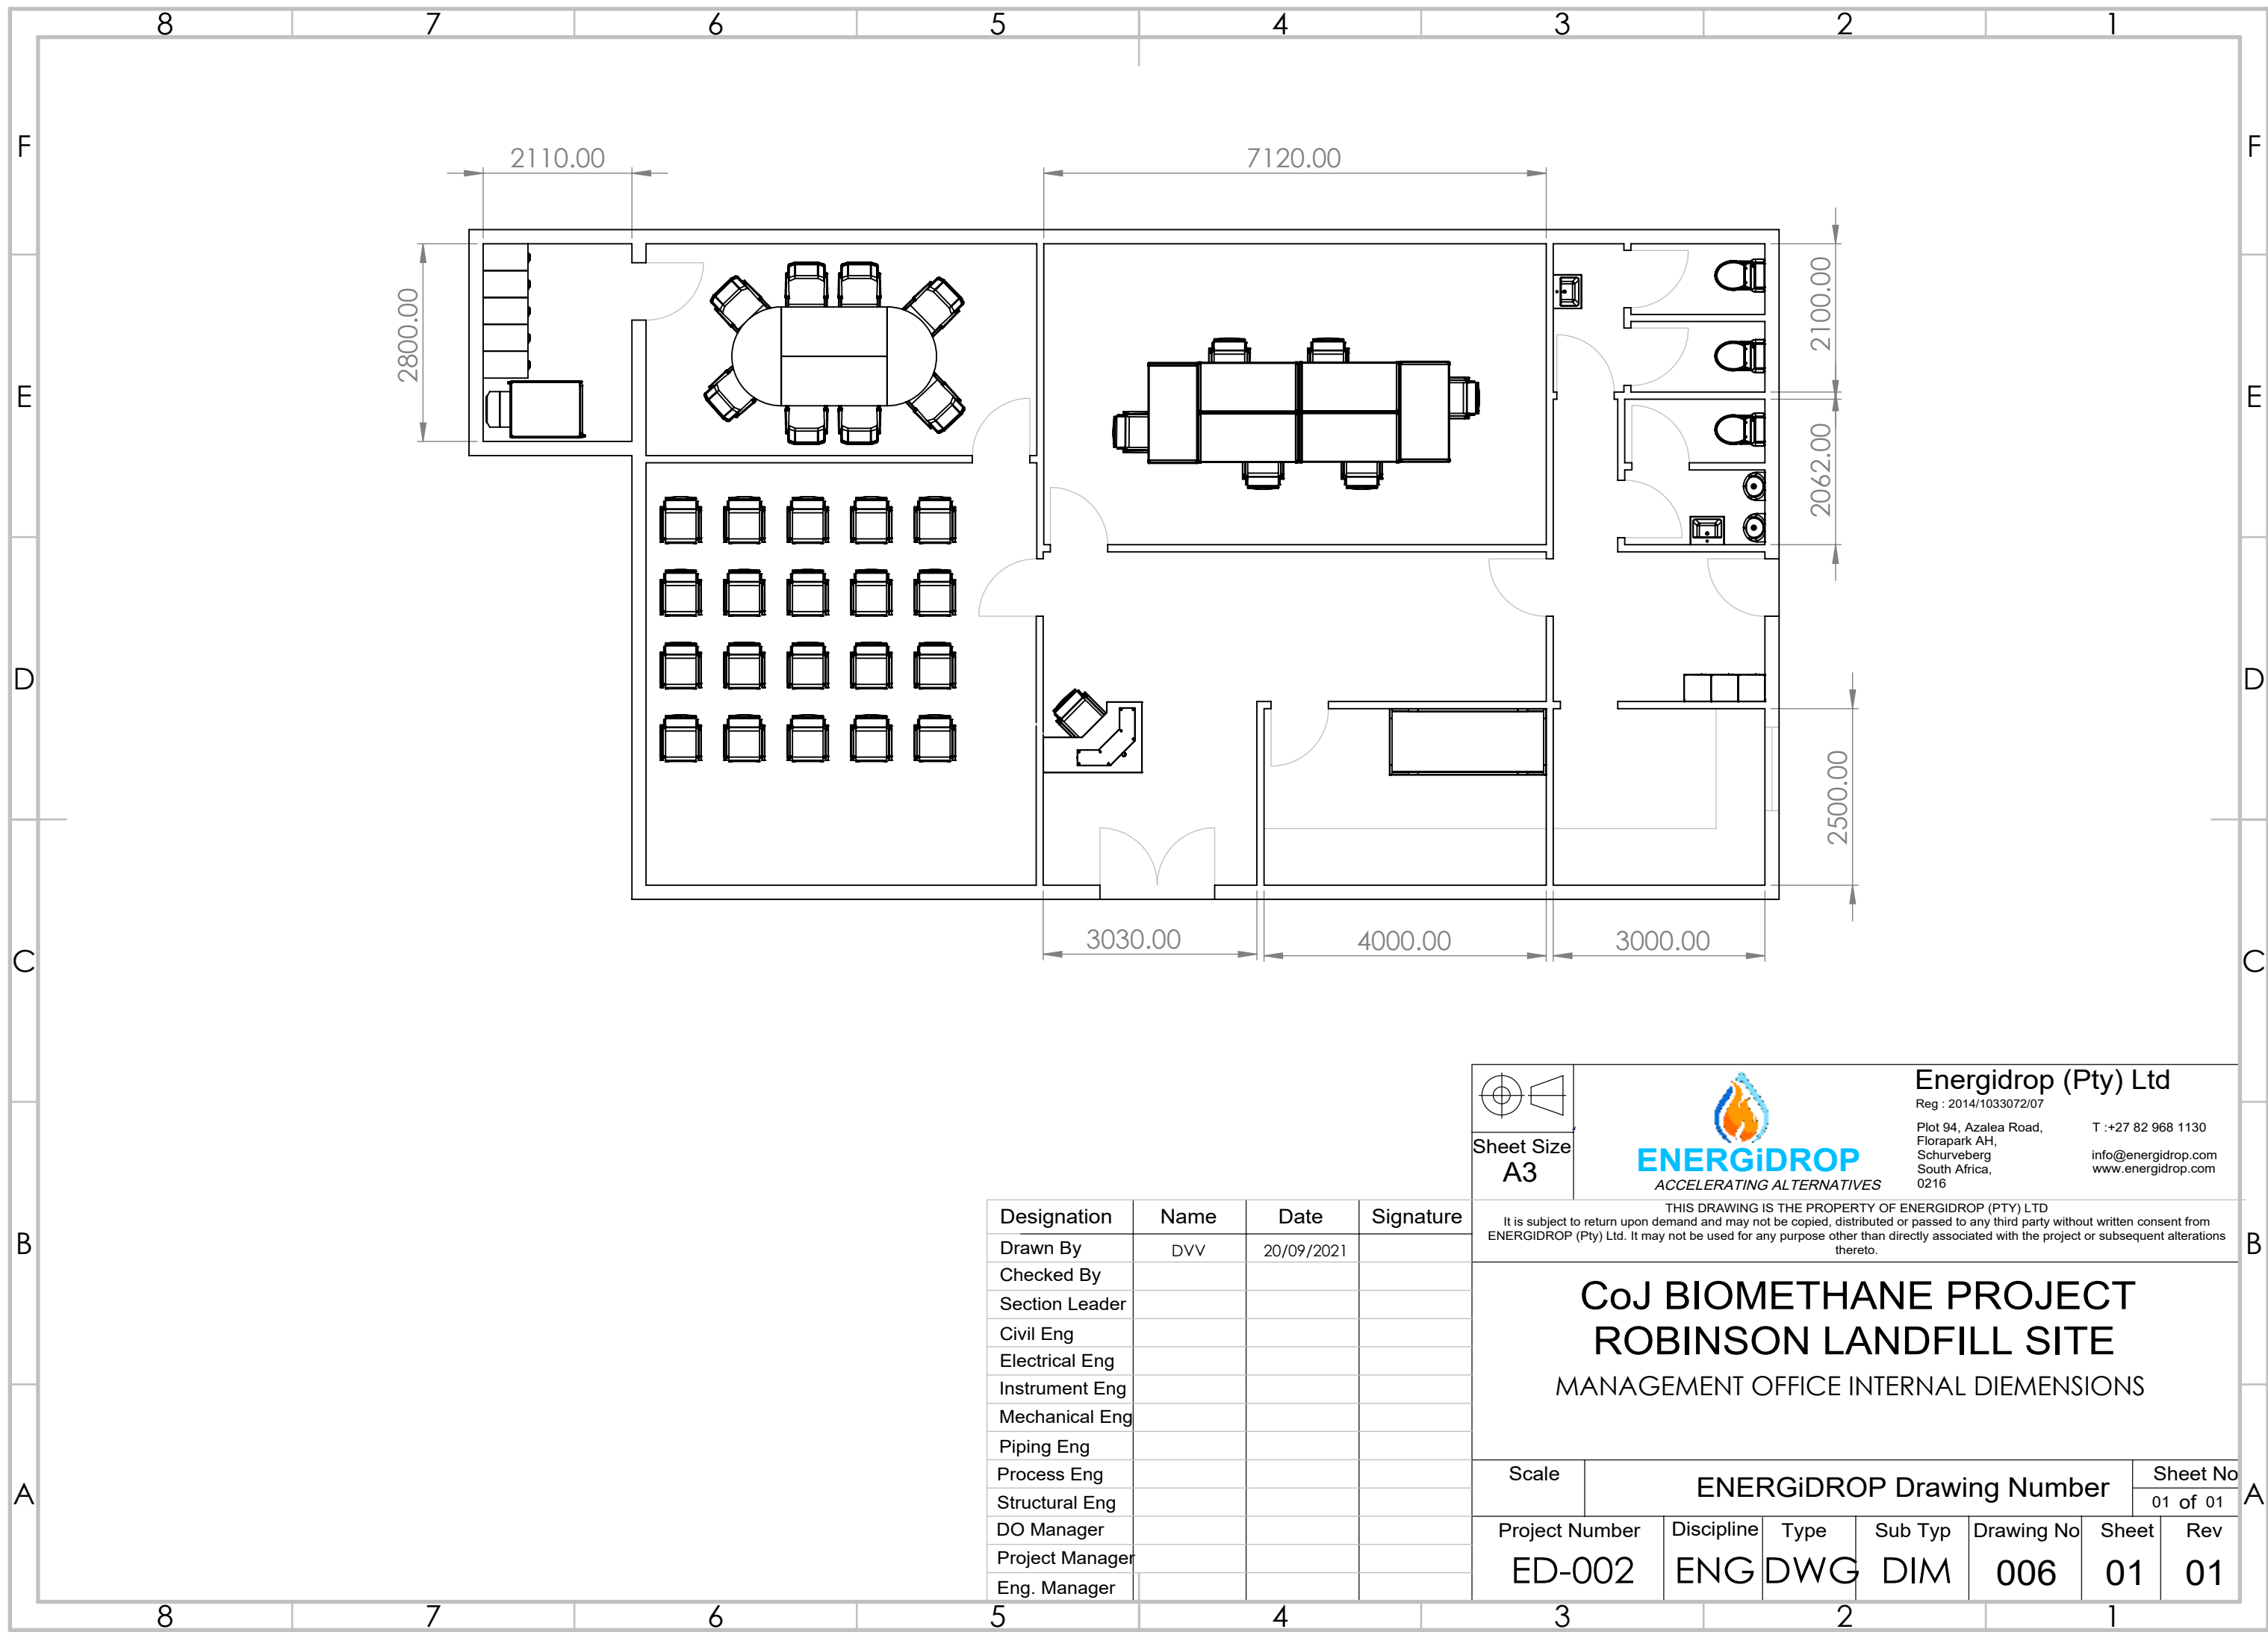 8 7 6 5 4 3 2 1
F F
E E
D D
C C
B B
A A
2110.00
7120.00
2800.00
2100.00
2062.00
2500.00
3030.00
4000.00
3000.00
Sheet Size
A3
ENERGiDROP
ACCELERATING ALTERNATIVES
Energidrop (Pty) Ltd
Reg : 2014/1033072/07
Plot 94, Azalea Road,
Florapark AH,
Schurveberg
South Africa,
0216
T :+27 82 968 1130
info@energidrop.com
www.energidrop.com
THIS DRAWING IS THE PROPERTY OF ENERGIDROP (PTY) LTD
It is subject to return upon demand and may not be copied, distributed or passed to any third party without written consent from
ENERGIDROP (Pty) Ltd. It may not be used for any purpose other than directly associated with the project or subsequent alterations
thereto.
Designation Name Date Signature
Drawn By DVV 20/09/2021
Checked By
Section Leader
Civil Eng
Electrical Eng
Instrument Eng
Mechanical Eng
Piping Eng
Process Eng
Structural Eng
DO Manager
Project Manager
Eng. Manager
CoJ BIOMETHANE PROJECT
ROBINSON LANDFILL SITE
MANAGEMENT OFFICE INTERNAL DIEMENSIONS
Scale
ENERGiDROP Drawing Number
Sheet No
01 of 01
Project Number Discipline Type Sub Typ Drawing No Sheet Rev
ED-002 ENG DWG DIM 006 01 01
8 7 6 5 4 3 2 1